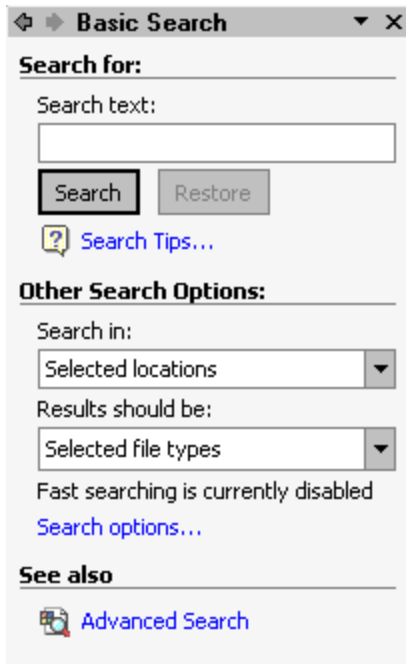 Basic Search
Search for:
Search text:
Search Restore
Search Tips...
Other Search Options:
Search in:
Selected locations
Results should be:
Selected file types
Fast searching is currently disabled
Search options...
See also
Advanced Search